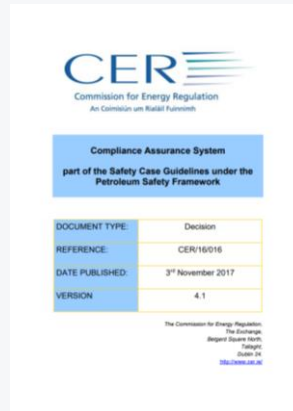 CER
Commission for Energy Regulation
An Coimisiún um Rialáil Fuinnimh
Compliance Assurance System
part of the Safety Case Guidelines under the
Petroleum Safety Framework
DOCUMENT TYPE: Decision
REFERENCE: CER/16/016
DATE PUBLISHED: 3rd November 2017
VERSION 4.1
The Commission for Energy Regulation,
The Exchange,
Belgard Square North,
Tallaght,
Dublin 24.
http://www.cer.ie/